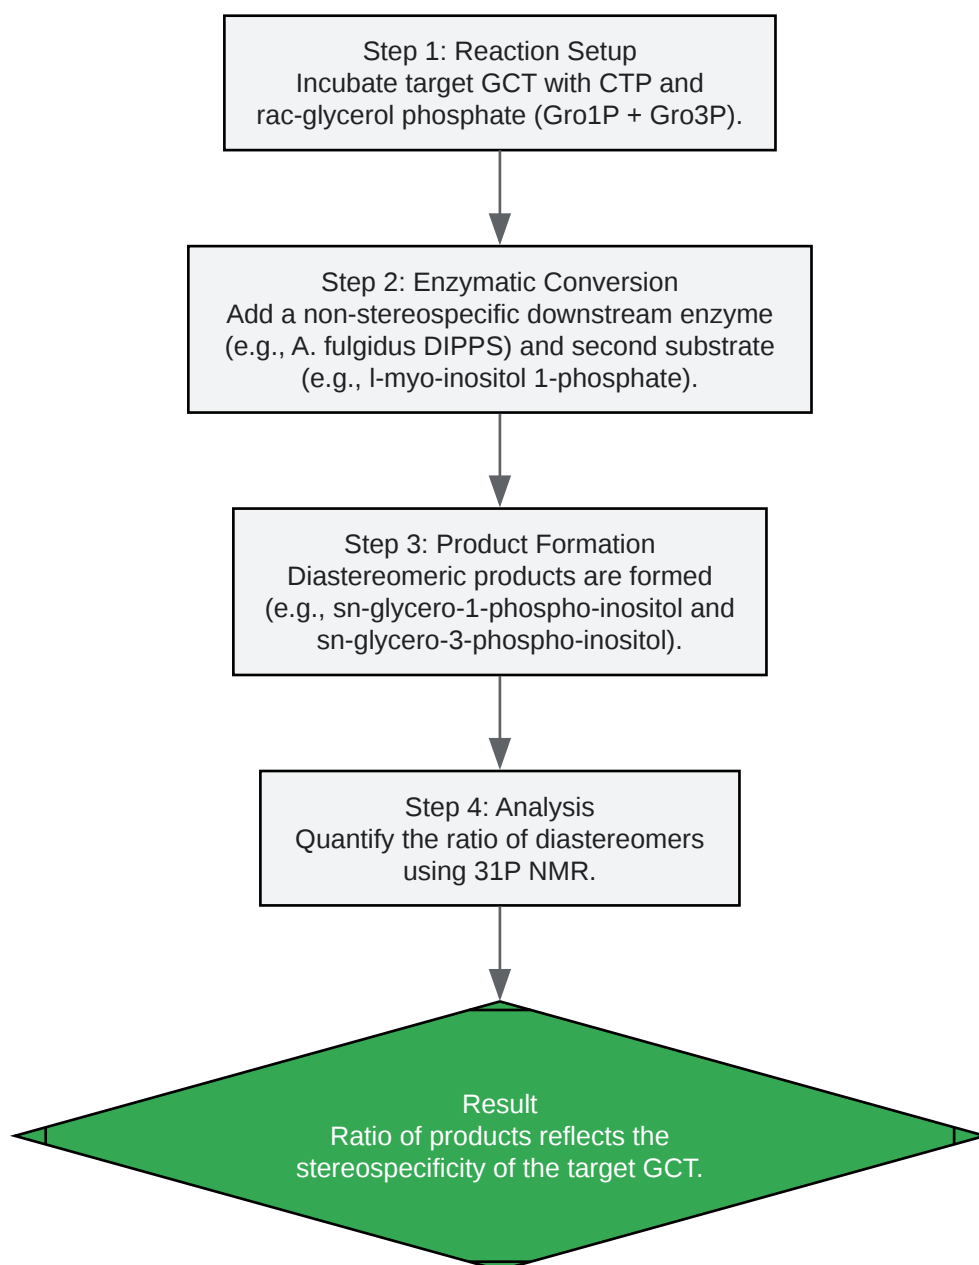 Step 1: Reaction Setup
Incubate target GCT with CTP and
rac-glycerol phosphate (Gro1P + Gro3P).
Step 2: Enzymatic Conversion
Add a non-stereospecific downstream enzyme
(e.g., A. fulgidus DIPPS) and second substrate
(e.g., l-myo-inositol 1-phosphate).
Step 3: Product Formation
Diastereomeric products are formed
(e.g., sn-glycero-1-phospho-inositol and
sn-glycero-3-phospho-inositol).
Step 4: Analysis
Quantify the ratio of diastereomers
using 31P NMR.
Result
Ratio of products reflects the
stereospecificity of the target GCT.